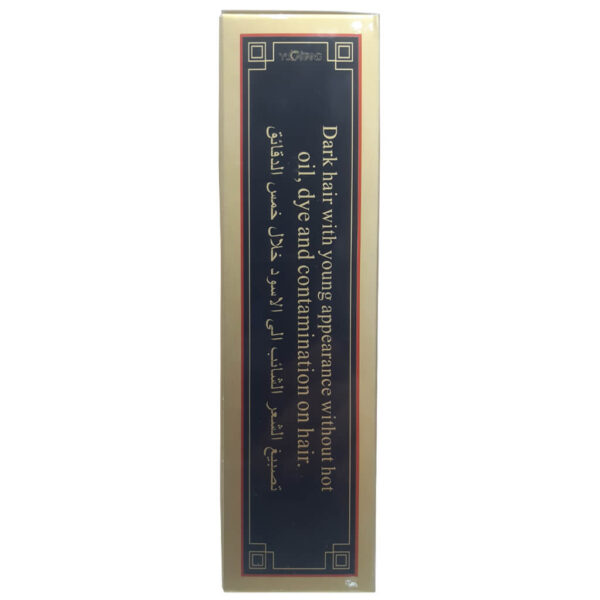 Dark hair with young appearance without hot
oil, dye and contamination on hair.
تصبيغ الشعر الشائب الى الاسود خلال خمس الدقائق